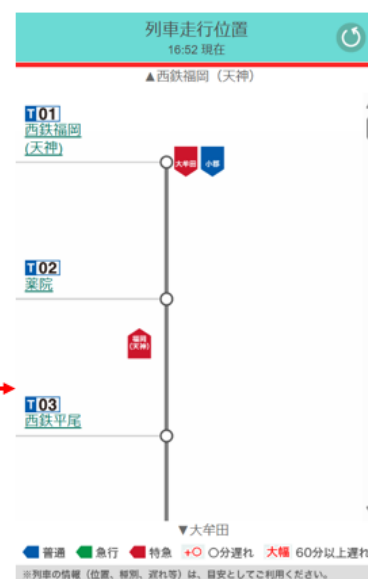 列車走行位置
16:52 現在
▲西鉄福岡（天神）
T01
西鉄福岡
(天神)
大牟田
小郡
T02
薬院
福岡
(天神)
T03
西鉄平尾
▼大牟田
普通 急行 特急 +○ ○分遅れ 大幅 60分以上遅れ
※列車の情報（位置、種別、遅れ等）は、目安としてご利用ください。